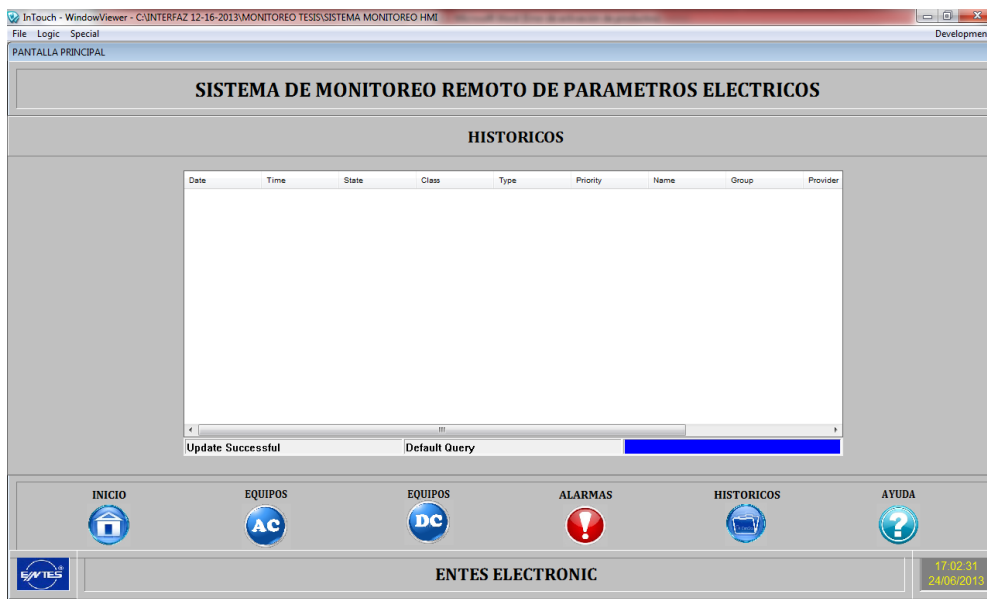 InTouch - WindowViewer - C:\INTERFAZ 12-16-2013\MONITOREO TESIS\SISTEMA MONITOREO HMI
File Logic Special Developmen
PANTALLA PRINCIPAL
SISTEMA DE MONITOREO REMOTO DE PARAMETROS ELECTRICOS
HISTORICOS
Date Time State Class Type Priority Name Group Provider
Update Successful Default Query
INICIO EQUIPOS EQUIPOS ALARMAS HISTORICOS AYUDA
AC DC
ENTES ELECTRONIC
ENTES®
17:02:31
24/06/2013